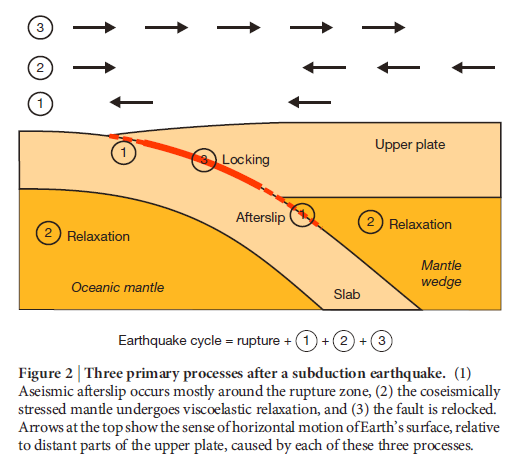 3
2
1
Upper plate
1
3 Locking
Afterslip 1
2 Relaxation
2 Relaxation
Oceanic mantle
Mantle
wedge
Slab
Earthquake cycle = rupture + 1 + 2 + 3
Figure 2 | Three primary processes after a subduction earthquake. (1)
Aseismic afterslip occurs mostly around the rupture zone, (2) the coseismically
stressed mantle undergoes viscoelastic relaxation, and (3) the fault is relocked.
Arrows at the top show the sense of horizontal motion of Earth's surface, relative
to distant parts of the upper plate, caused by each of these three processes.